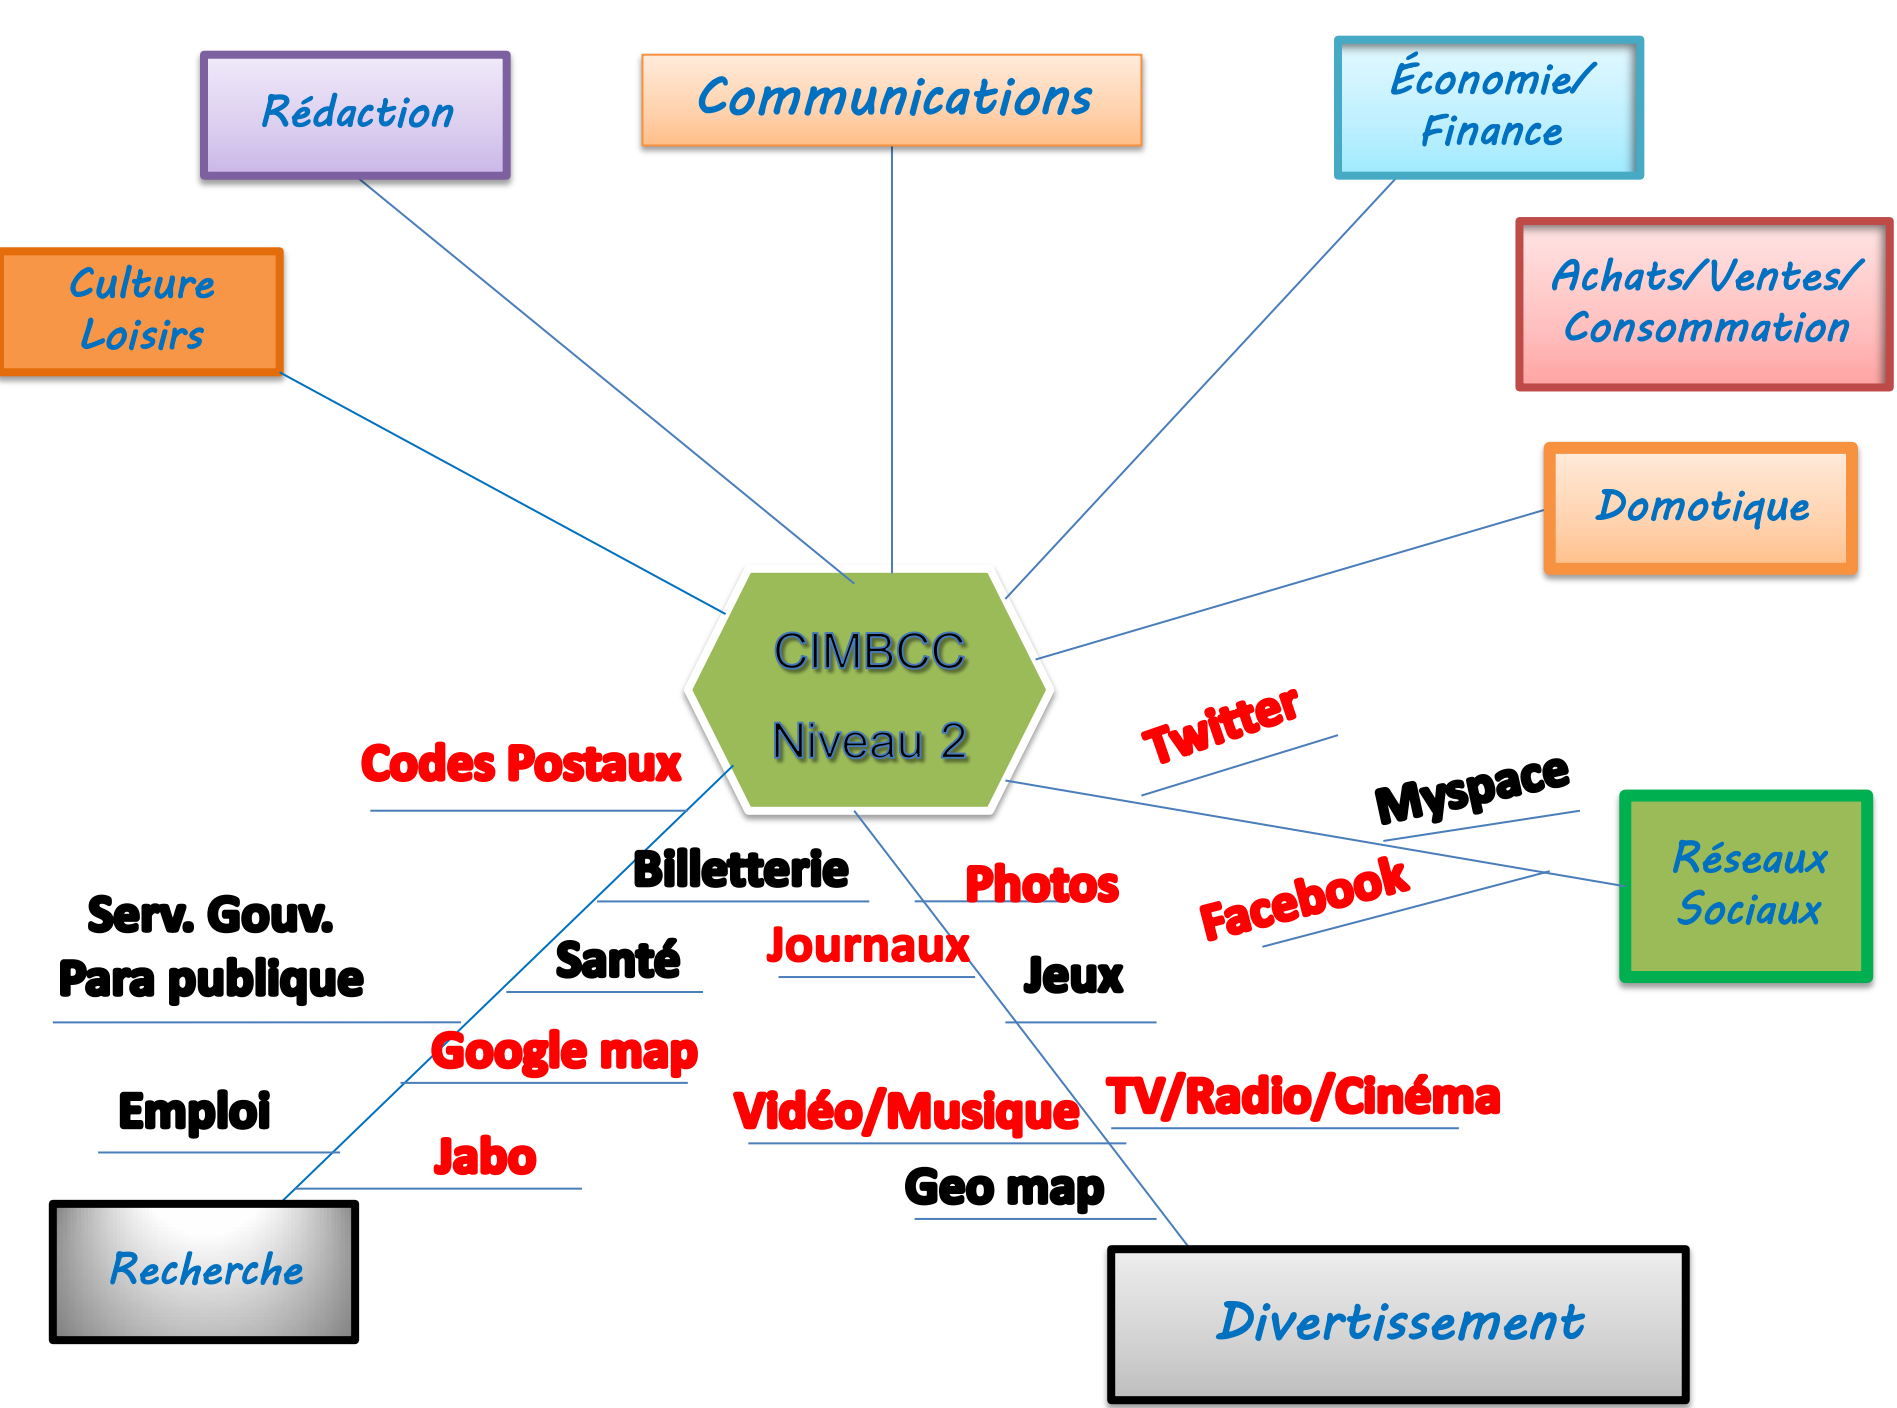 Rédaction
Communications
Économie/
Finance
Culture
Loisirs
Achats/Ventes/
Consommation
Domotique
CIMBCC
Niveau 2
Twitter
Myspace
Facebook
Réseaux
Sociaux
Codes Postaux
Billetterie
Serv. Gouv.
Para publique
Santé
Google map
Emploi
Jabo
Recherche
Photos
Journaux
Jeux
Vidéo/Musique
TV/Radio/Cinéma
Geo map
Divertissement